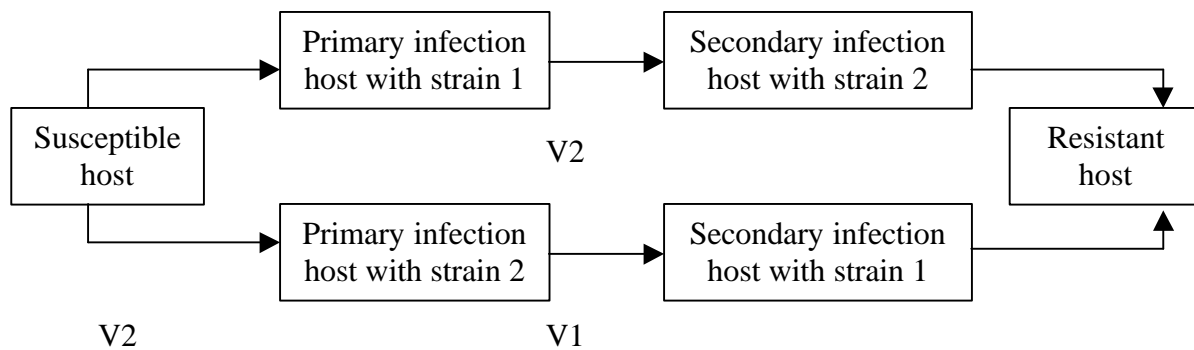 Primary infection
host with strain 1
Secondary infection
host with strain 2
Susceptible
host
V2
Resistant
host
Primary infection
host with strain 2
Secondary infection
host with strain 1
V2
V1